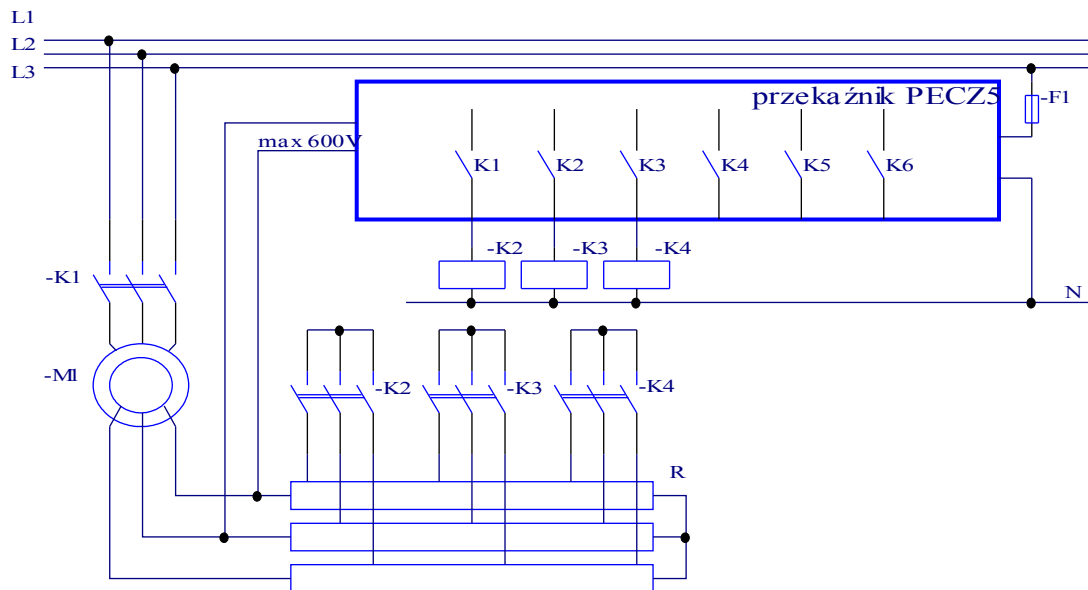 L1
L2
L3
przekaźnik PECZ5
-F1
max 600V
K1 K2 K3 K4 K5 K6
-K2 -K3 -K4
-K1
N
-M1
-K2 -K3 -K4
R